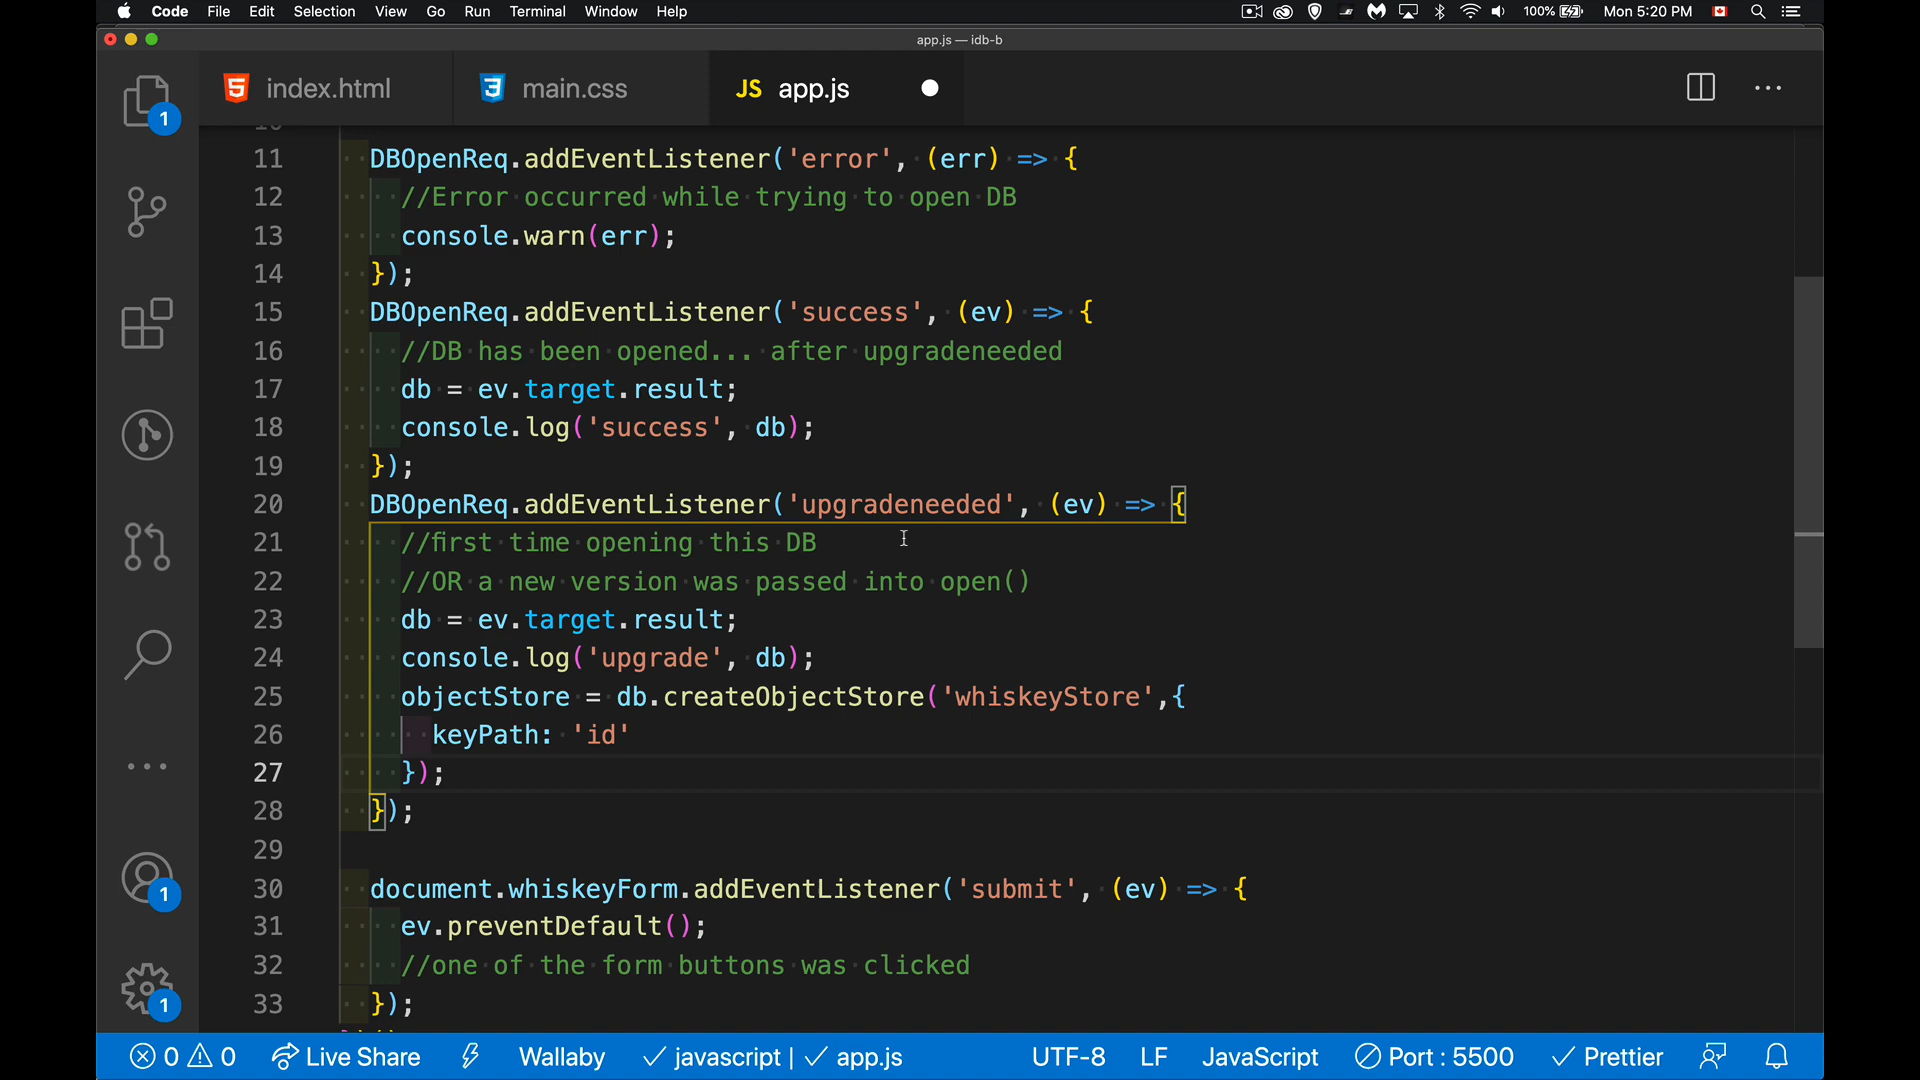 Code File Edit Selection View Go Run Terminal Window Help 100% Mon 5:20 PM
app.js — idb-b
index.html main.css JS app.js
10
11 DBOpenReq.addEventListener('error', (err) => {
12 //Error occurred while trying to open DB
13 console.warn(err);
14 });
15 DBOpenReq.addEventListener('success', (ev) => {
16 //DB has been opened... after upgradeneeded
17 db = ev.target.result;
18 console.log('success', db);
19 });
20 DBOpenReq.addEventListener('upgradeneeded', (ev) => {
21 //first time opening this DB
22 //OR a new version was passed into open()
23 db = ev.target.result;
24 console.log('upgrade', db);
25 objectStore = db.createObjectStore('whiskeyStore',{
26 keyPath: 'id'
27 });
28 });
29
30 document.whiskeyForm.addEventListener('submit', (ev) => {
31 ev.preventDefault();
32 //one of the form buttons was clicked
33 });
1
1
1
0 0 Live Share Wallaby javascript | app.js UTF-8 LF JavaScript Port : 5500 Prettier